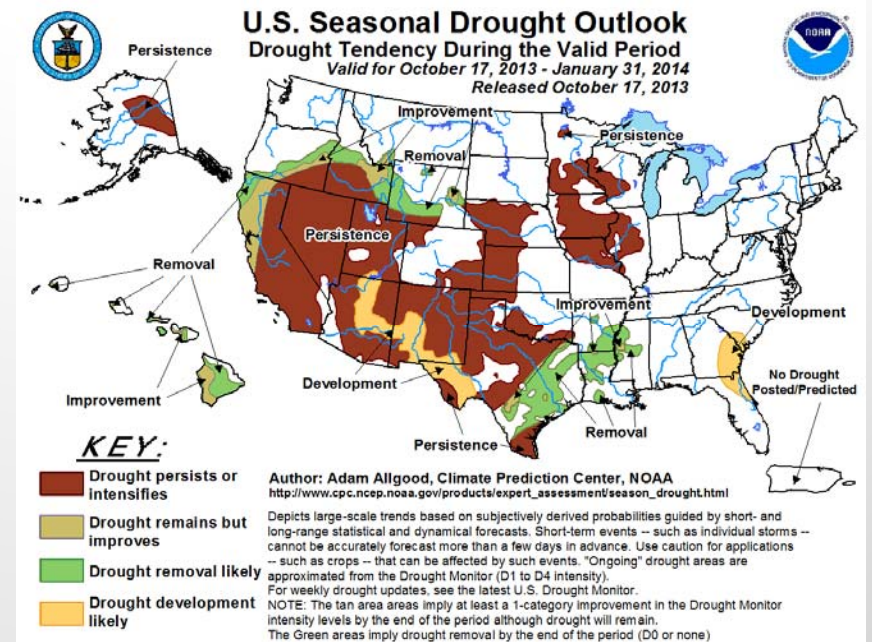 U.S. Seasonal Drought Outlook
Drought Tendency During the Valid Period
Valid for October 17, 2013 - January 31, 2014
Released October 17, 2013
NOAA
Persistence
Improvement
Removal
Persistence
Persistence
Removal
Improvement
Development
No Drought
Posted/Predicted
Development
Improvement
Removal
Persistence
KEY:
Drought persists or
intensifies
Drought remains but
improves
Drought removal likely
Drought development
likely
Author: Adam Allgood, Climate Prediction Center, NOAA
http://www.cpc.ncep.noaa.gov/products/expert_assessment/season_drought.html
Depicts large-scale trends based on subjectively derived probabilities guided by short- and
long-range statistical and dynamical forecasts. Short-term events -- such as individual storms --
cannot be accurately forecast more than a few days in advance. Use caution for applications
-- such as crops -- that can be affected by such events. "Ongoing" drought areas are
approximated from the Drought Monitor (D1 to D4 intensity).
For weekly drought updates, see the latest U.S. Drought Monitor.
NOTE: The tan area areas imply at least a 1-category improvement in the Drought Monitor
intensity levels by the end of the period although drought will remain.
The Green areas imply drought removal by the end of the period (D0 or none)